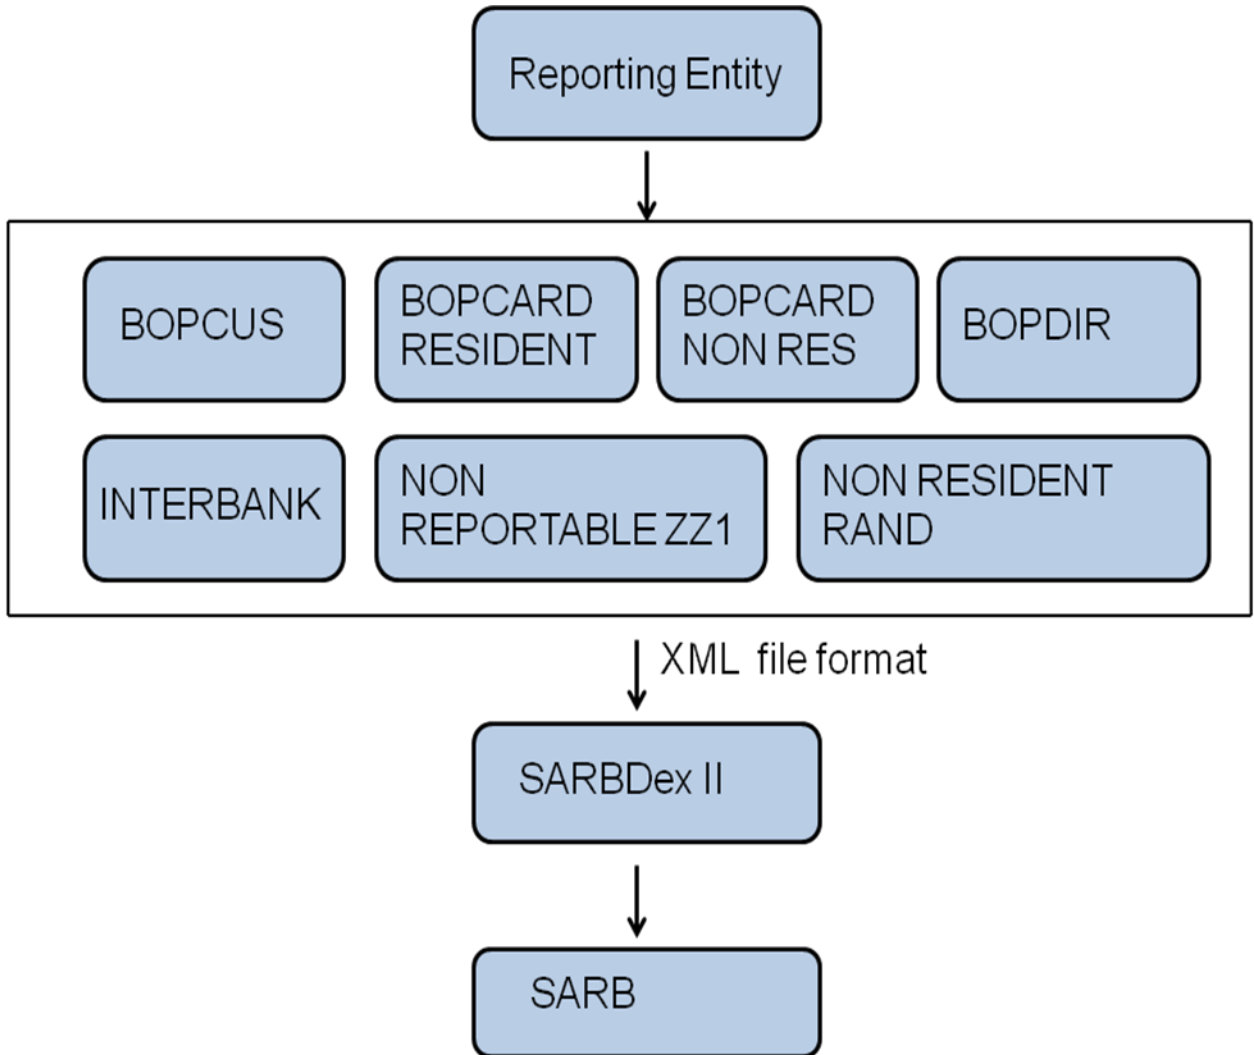 Reporting Entity
BOPCUS
BOPCARD
RESIDENT
BOPCARD
NON RES
BOPDIR
INTERBANK
NON
REPORTABLE ZZ1
NON RESIDENT
RAND
XML file format
SARBDex II
SARB